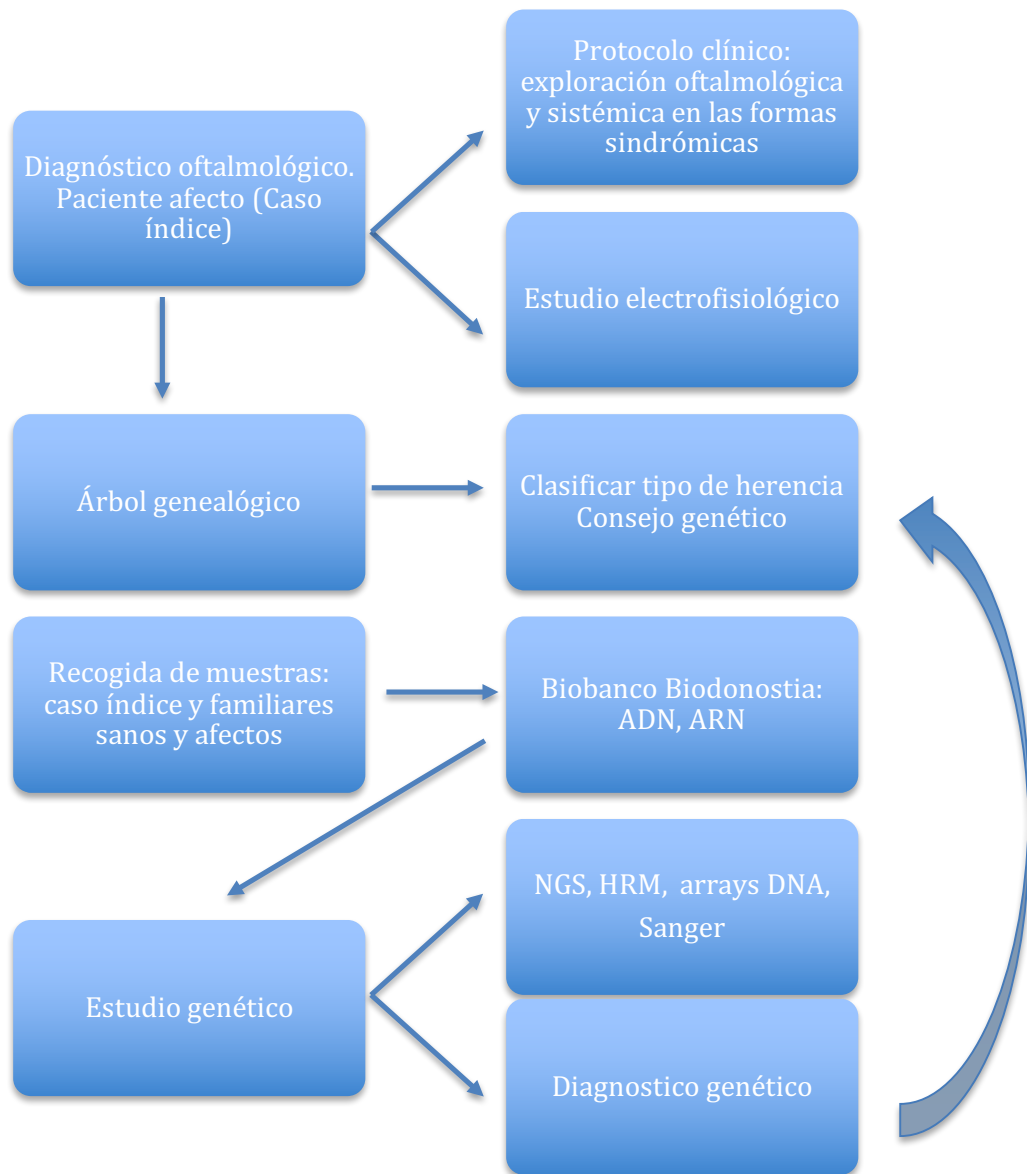 Protocolo clínico:
exploración oftalmológica
y sistémica en las formas
sindrómicas
Diagnóstico oftalmológico.
Paciente afecto (Caso
índice)
Estudio electrofisiológico
Árbol genealógico
Clasificar tipo de herencia
Consejo genético
Recogida de muestras:
caso índice y familiares
sanos y afectos
Biobanco Biodonostia:
ADN, ARN
NGS, HRM, arrays DNA,
Sanger
Estudio genético
Diagnostico genético